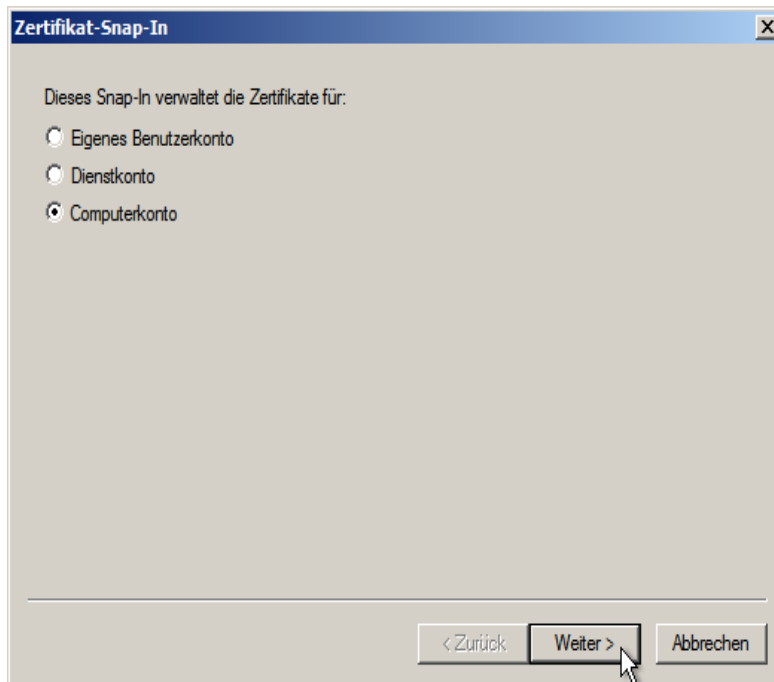 Zertifikat-Snap-In
Dieses Snap-In verwaltet die Zertifikate für:
Eigenes Benutzerkonto
Dienstkonto
Computerkonto
< Zurück
Weiter >
Abbrechen